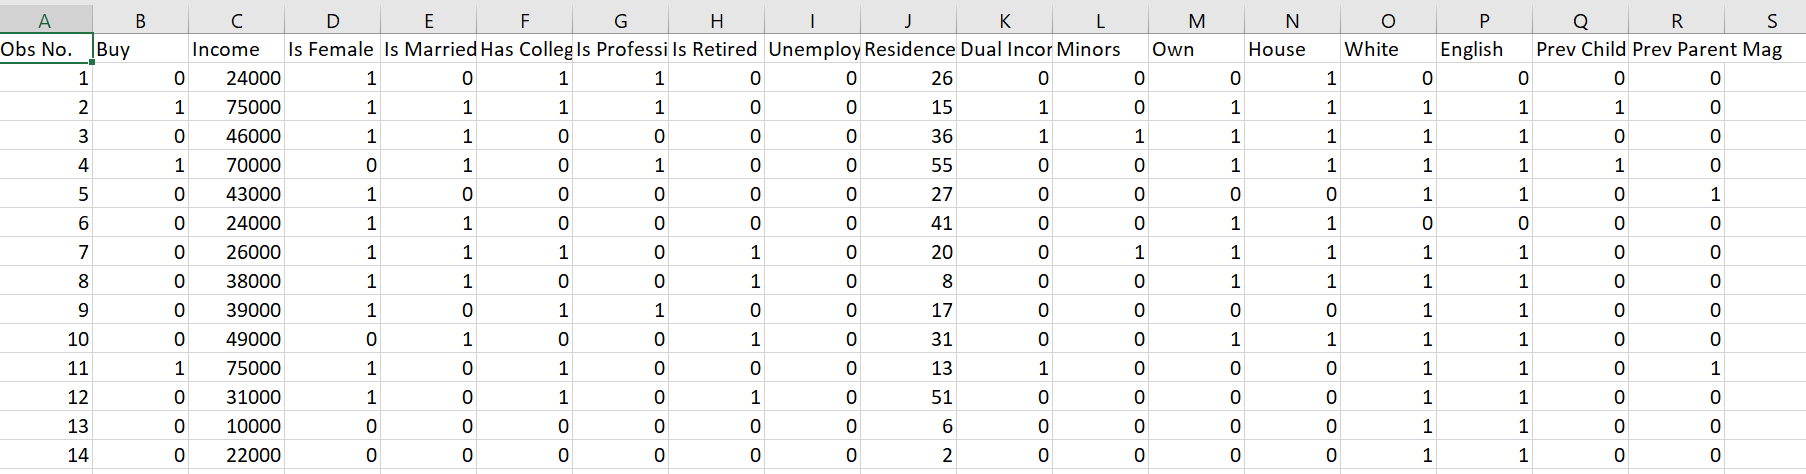 A B C D E F G H I J K L M N O P Q R S
Obs No. Buy Income Is Female Is Married Has Colleg Is Professi Is Retired Unemploy Residence Dual Incor Minors Own House White English Prev Child Prev Parent Mag
1 0 24000 1 0 1 1 0 0 26 0 0 0 1 0 0 0 0
2 1 75000 1 1 1 1 0 0 15 1 0 1 1 1 1 1 0
3 0 46000 1 1 0 0 0 0 36 1 1 1 1 1 1 0 0
4 1 70000 0 1 0 1 0 0 55 0 0 1 1 1 1 1 0
5 0 43000 1 0 0 0 0 0 27 0 0 0 0 1 1 0 1
6 0 24000 1 1 0 0 0 0 41 0 0 1 1 0 0 0 0
7 0 26000 1 1 1 0 1 0 20 0 1 1 1 1 1 0 0
8 0 38000 1 1 0 0 1 0 8 0 0 1 1 1 1 0 0
9 0 39000 1 0 1 1 0 0 17 0 0 0 0 1 1 0 0
10 0 49000 0 1 0 0 1 0 31 0 0 1 1 1 1 0 0
11 1 75000 1 0 1 0 0 0 13 1 0 0 0 1 1 0 1
12 0 31000 1 0 1 0 1 0 51 0 0 0 0 1 1 0 0
13 0 10000 0 0 0 0 0 0 6 0 0 0 0 1 1 0 0
14 0 22000 0 0 0 0 0 0 2 0 0 0 0 1 1 0 0